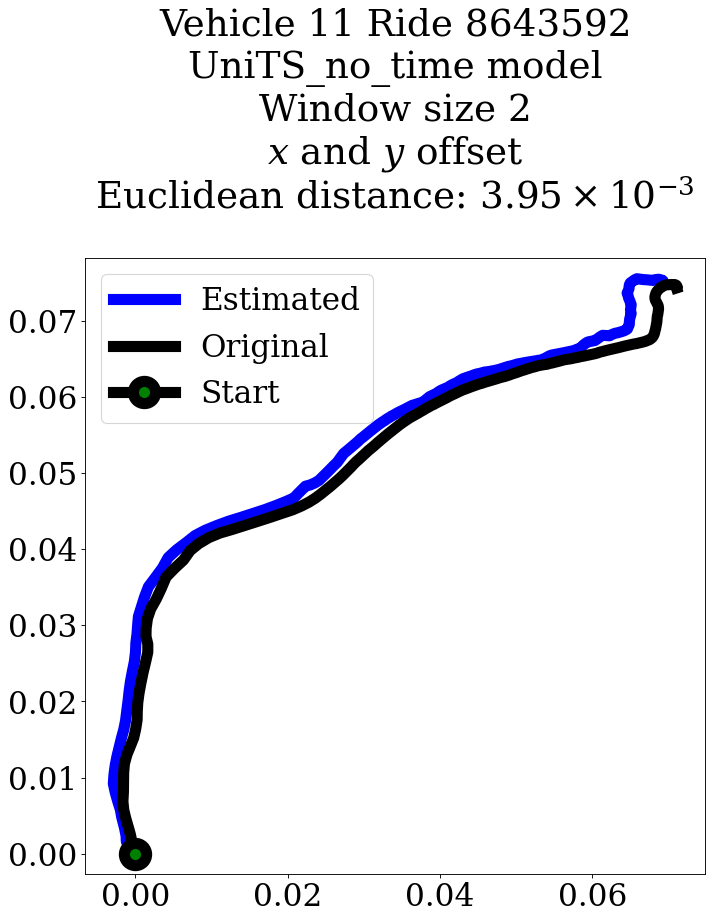 Vehicle 11 Ride 8643592
UniTS_no_time model
Window size 2
x and y offset
Euclidean distance: 3.95 × 10⁻³
Estimated
Original
Start
0.07
0.06
0.05
0.04
0.03
0.02
0.01
0.00
0.00 0.02 0.04 0.06